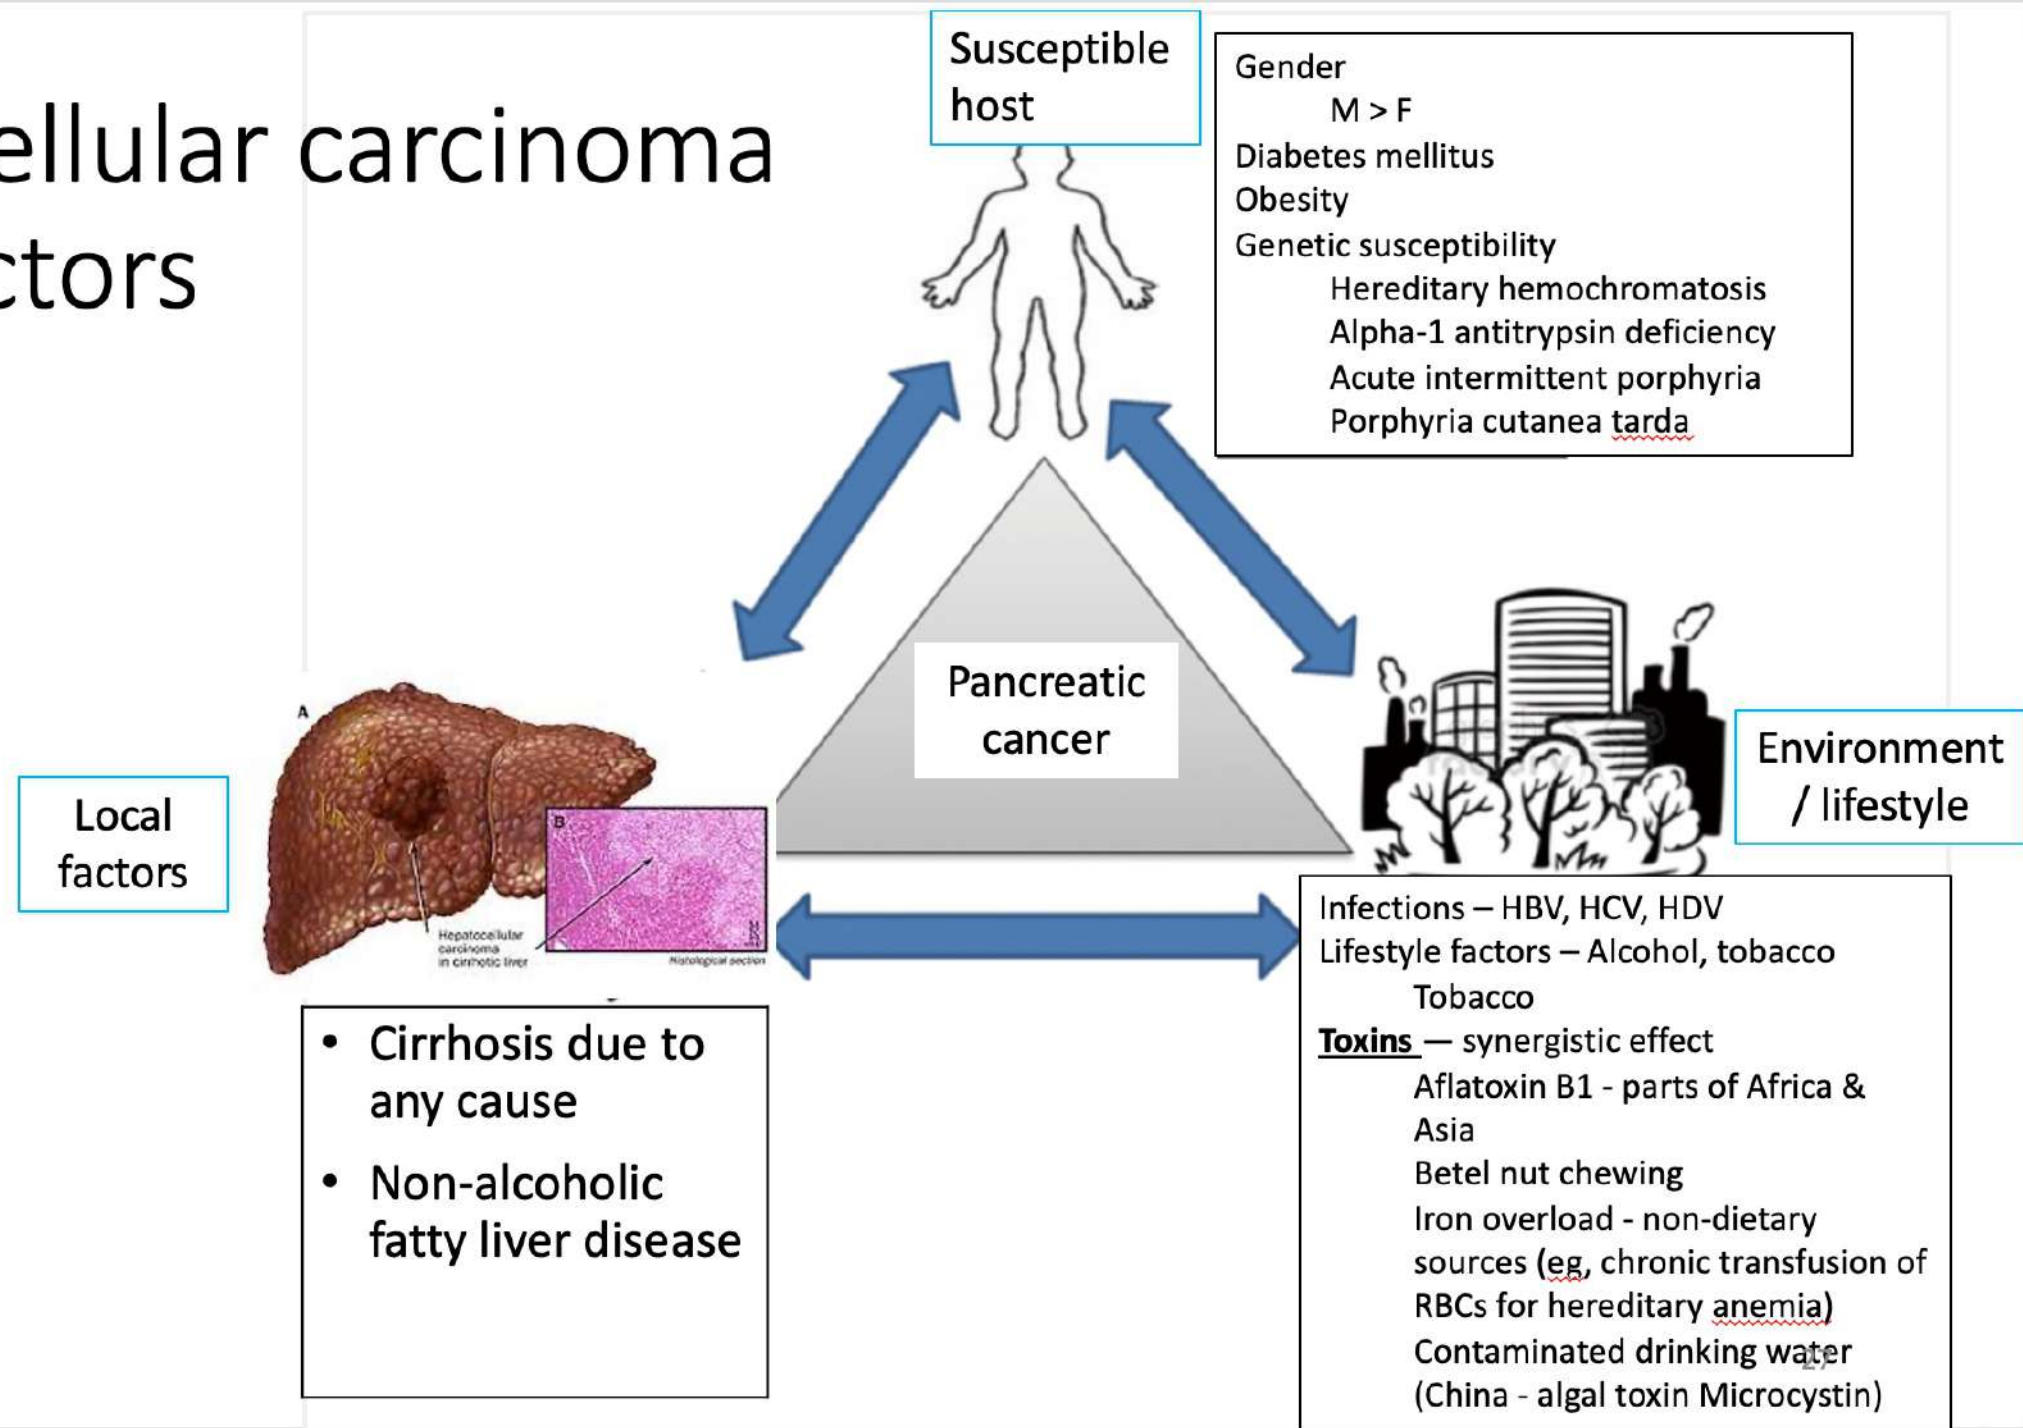 ellular carcinoma
ctors
Susceptible
host
Gender
M > F
Diabetes mellitus
Obesity
Genetic susceptibility
Hereditary hemochromatosis
Alpha-1 antitrypsin deficiency
Acute intermittent porphyria
Porphyria cutanea tarda
Pancreatic
cancer
Local
factors
A
B
Hepatocellular
carcinoma
in cirrhotic liver
Histological section
Environment
/ lifestyle
• Cirrhosis due to
any cause
• Non-alcoholic
fatty liver disease
Infections – HBV, HCV, HDV
Lifestyle factors – Alcohol, tobacco
Tobacco
Toxins — synergistic effect
Aflatoxin B1 - parts of Africa &
Asia
Betel nut chewing
Iron overload - non-dietary
sources (eg, chronic transfusion of
RBCs for hereditary anemia)
Contaminated drinking water
(China - algal toxin Microcystin)
27